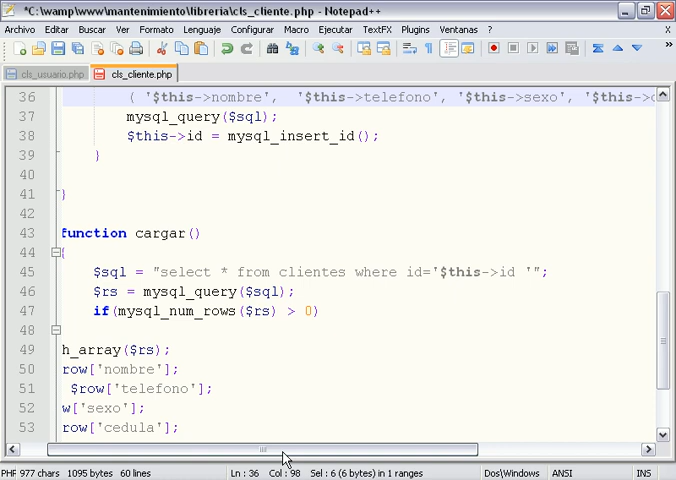 *C:\wamp\www\mantenimiento\libreria\cls_cliente.php - Notepad++
Archivo Editar Buscar Ver Formato Lenguaje Configurar Macro Ejecutar TextFX Plugins Ventanas ? X
cls_usuario.php cls_cliente.php
36 ( '$this->nombre', '$this->telefono', '$this->sexo', '$this->c
37 mysql_query($sql);
38 $this->id = mysql_insert_id();
39 }
40
41 }
42
43 function cargar()
44 {
45 $sql = "select * from clientes where id='$this->id '";
46 $rs = mysql_query($sql);
47 if(mysql_num_rows($rs) > 0)
48
49 h_array($rs);
50 row['nombre'];
51 $row['telefono'];
52 w['sexo'];
53 row['cedula'];
PHP 977 chars 1095 bytes 60 lines Ln : 36 Col : 98 Sel : 6 (6 bytes) in 1 ranges Dos\Windows ANSI INS